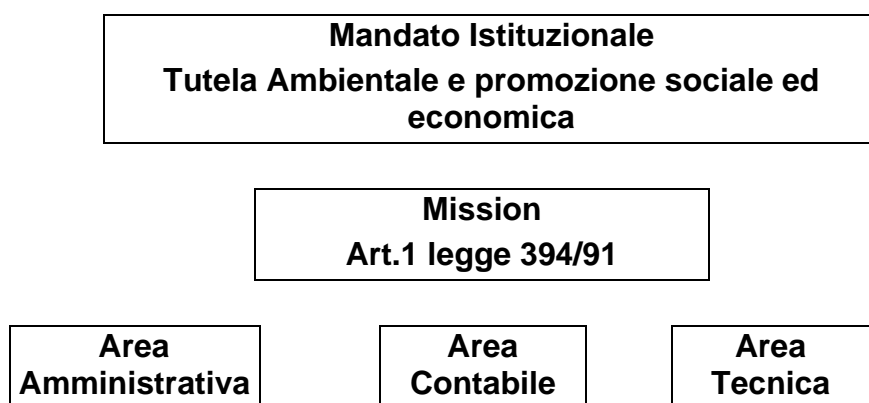 Mandato Istituzionale
Tutela Ambientale e promozione sociale ed
economica
Mission
Art.1 legge 394/91
Area
Amministrativa
Area
Contabile
Area
Tecnica